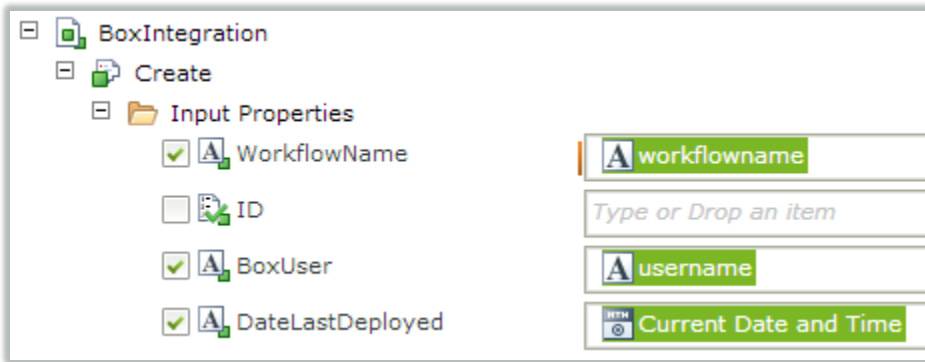 BoxIntegration
Create
Input Properties
WorkflowName A workflowname
ID Type or Drop an item
BoxUser A username
DateLastDeployed Current Date and Time